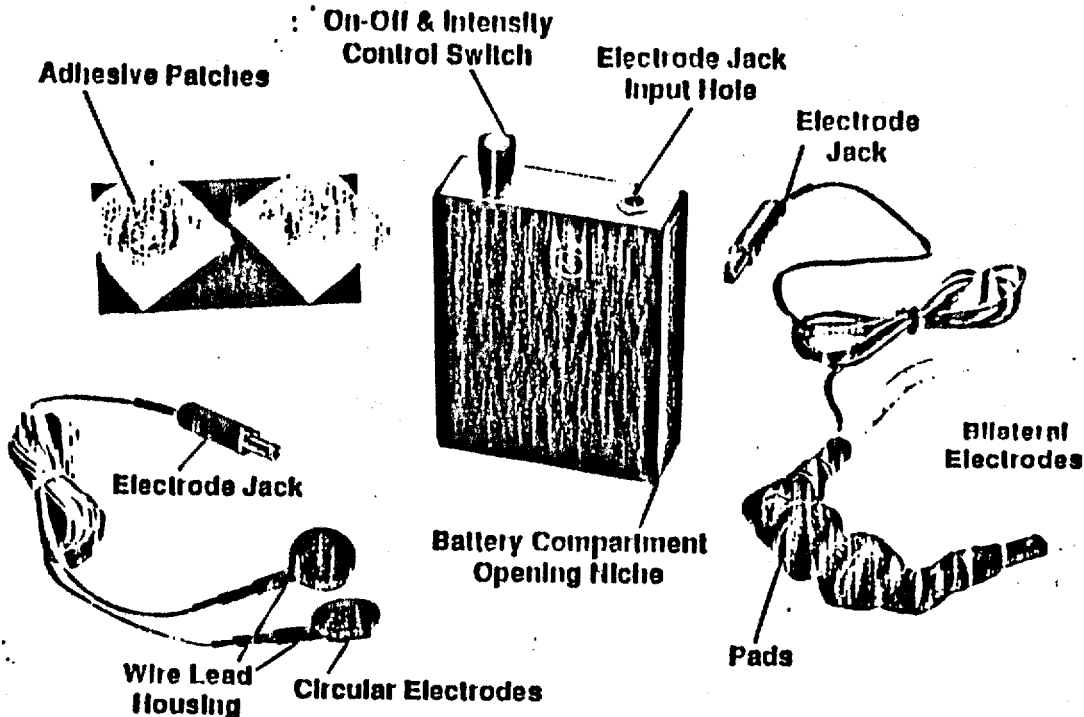 On-Off & Intensity
Control Switch
Adhesive Patches
Electrode Jack
Input Hole
Electrode
Jack
Bilateral
Electrodes
Electrode Jack
Battery Compartment
Opening Niche
Pads
Wire Lead
Housing
Circular Electrodes